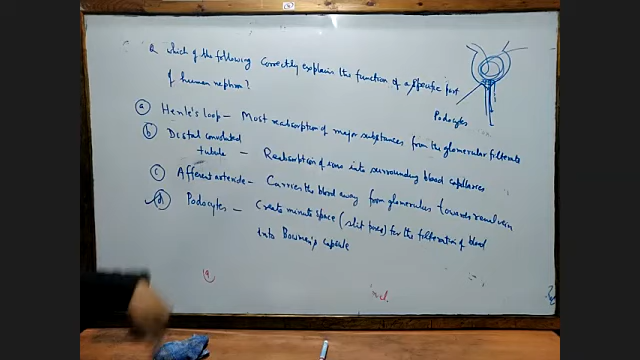 Q which of the following correctly explains the function of a specific part
of human nephron?
Podocytes
(a) Henle's loop – Most reabsorption of major substances from the glomerular filterate
(b) Distal convoluted
tubule – Reabsorption of ions into surrounding blood capillaries
(c) Afferent arteriole – Carries the blood away from glomerulus towards renal vein
(d) Podocytes – Create minute space (slit pores) for the filteration of blood
into Bowman's capsule